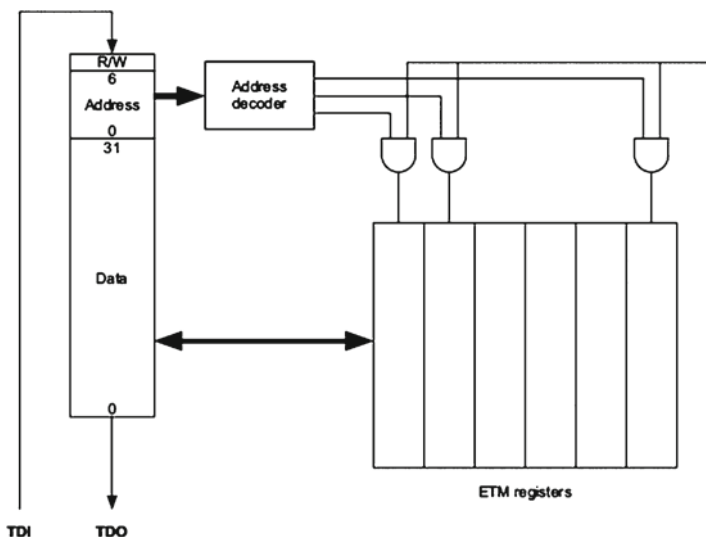 R/W
6
Address
0
31
Data
0
Address
decoder
ETM registers
TDI
TDO